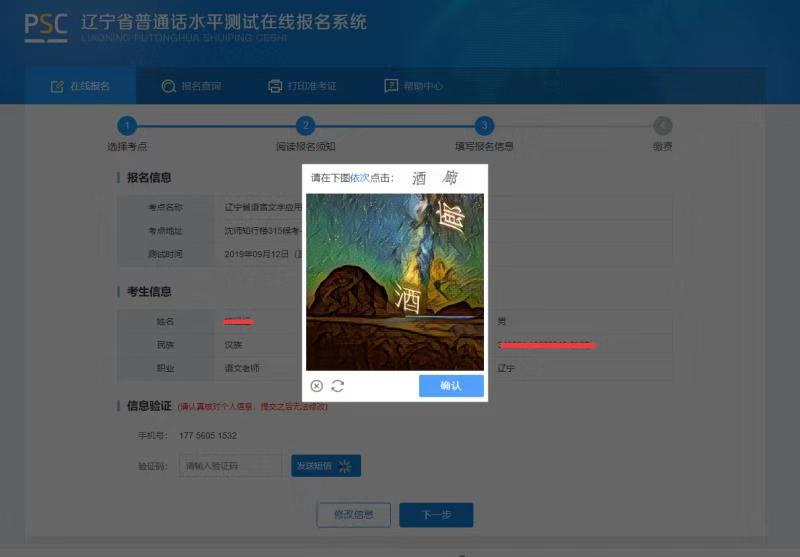 PSC 辽宁省普通话水平测试在线报名系统
LIAONING PUTONGHUA SHUIPING CESHI
在线报名 报名查询 打印准考证 帮助中心
1 2 3 4
选择考点 阅读报名须知 填写报名信息 缴费
报名信息
考点名称 辽宁省语言文字应用
考点地址 沈师知行楼315候考-
测试时间 2019年09月12日
请在下图依次点击： 酒 廊
廊
酒
确认
考生信息
姓名 男
民族 汉族
职业 语文老师 辽宁
信息验证 (请认真核对个人信息，提交之后无法修改)
手机号： 177 5605 1532
验证码： 请输入验证码 发送短信
修改信息 下一步